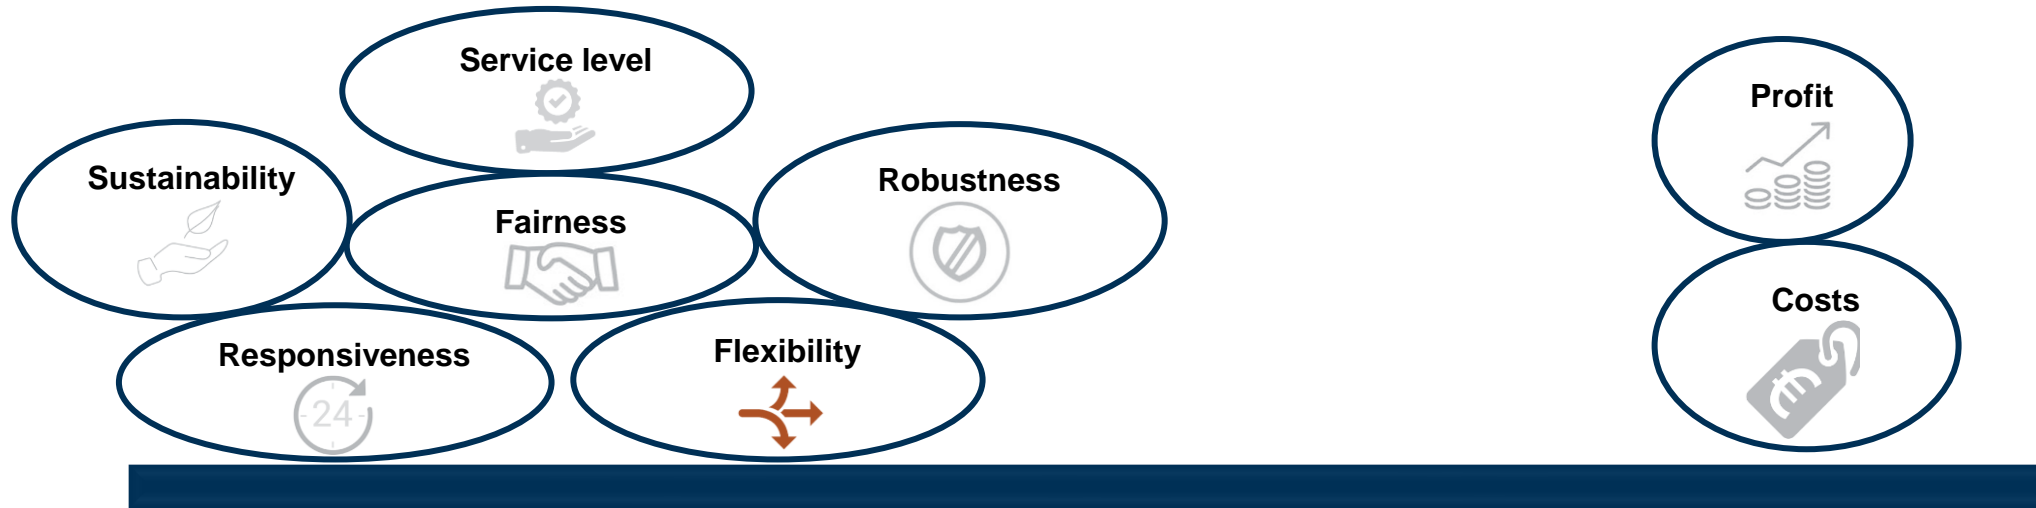 Service level
Profit
Sustainability
Robustness
Fairness
Costs
Responsiveness
Flexibility
24